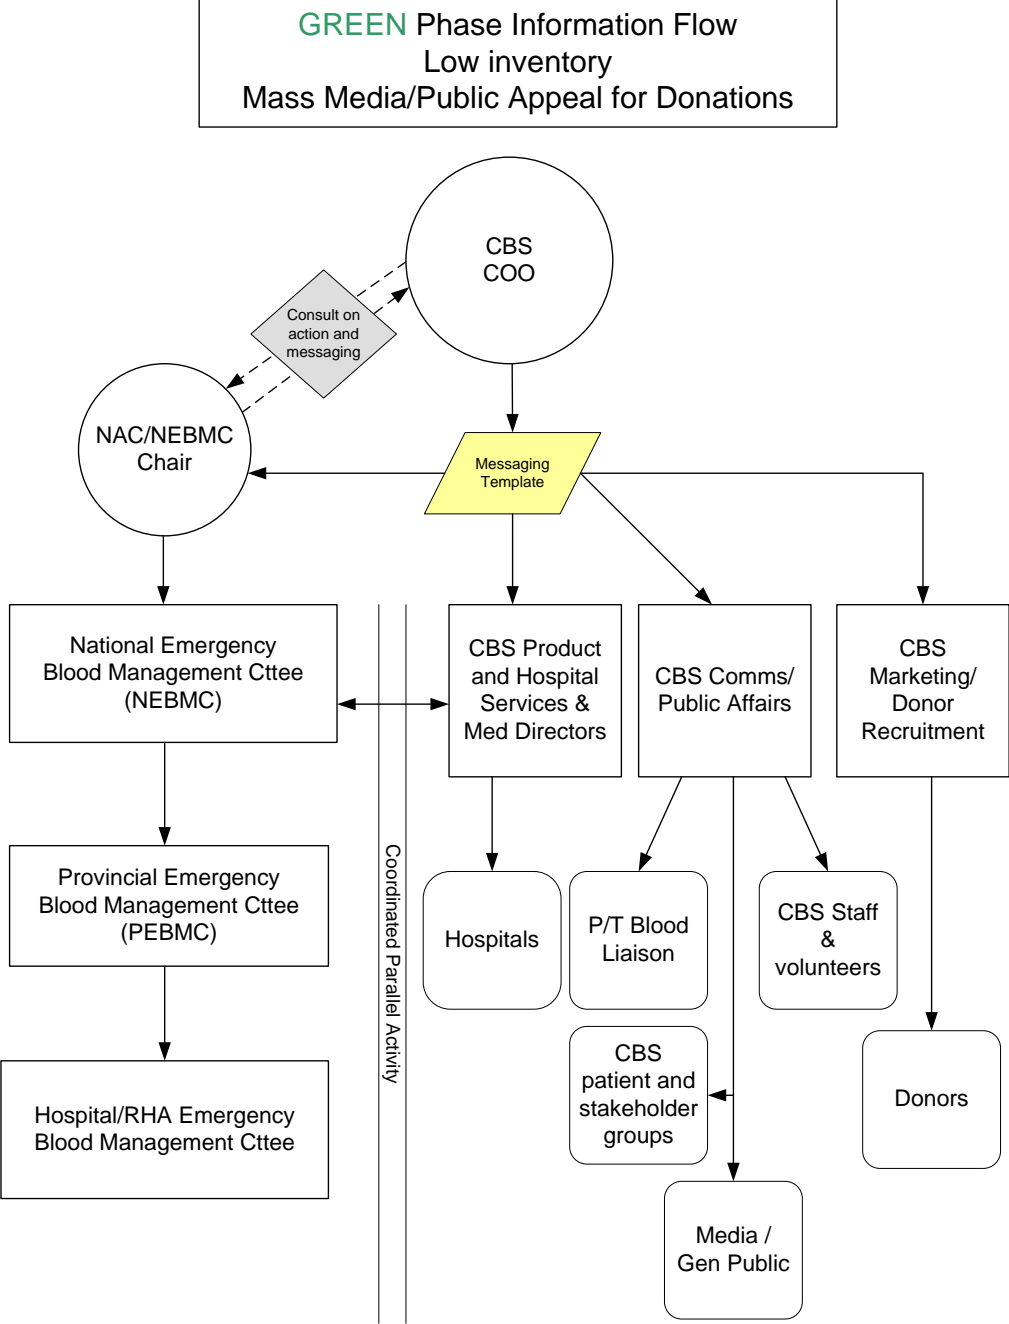 GREEN Phase Information Flow
Low inventory
Mass Media/Public Appeal for Donations
CBS
COO
Consult on
action and
messaging
NAC/NEBMC
Chair
Messaging
Template
National Emergency
Blood Management Cttee
(NEBMC)
CBS Product
and Hospital
Services &
Med Directors
CBS Comms/
Public Affairs
CBS
Marketing/
Donor
Recruitment
Coordinated Parallel Activity
Provincial Emergency
Blood Management Cttee
(PEBMC)
Hospitals
P/T Blood
Liaison
CBS Staff
&
volunteers
CBS
patient and
stakeholder
groups
Donors
Hospital/RHA Emergency
Blood Management Cttee
Media /
Gen Public